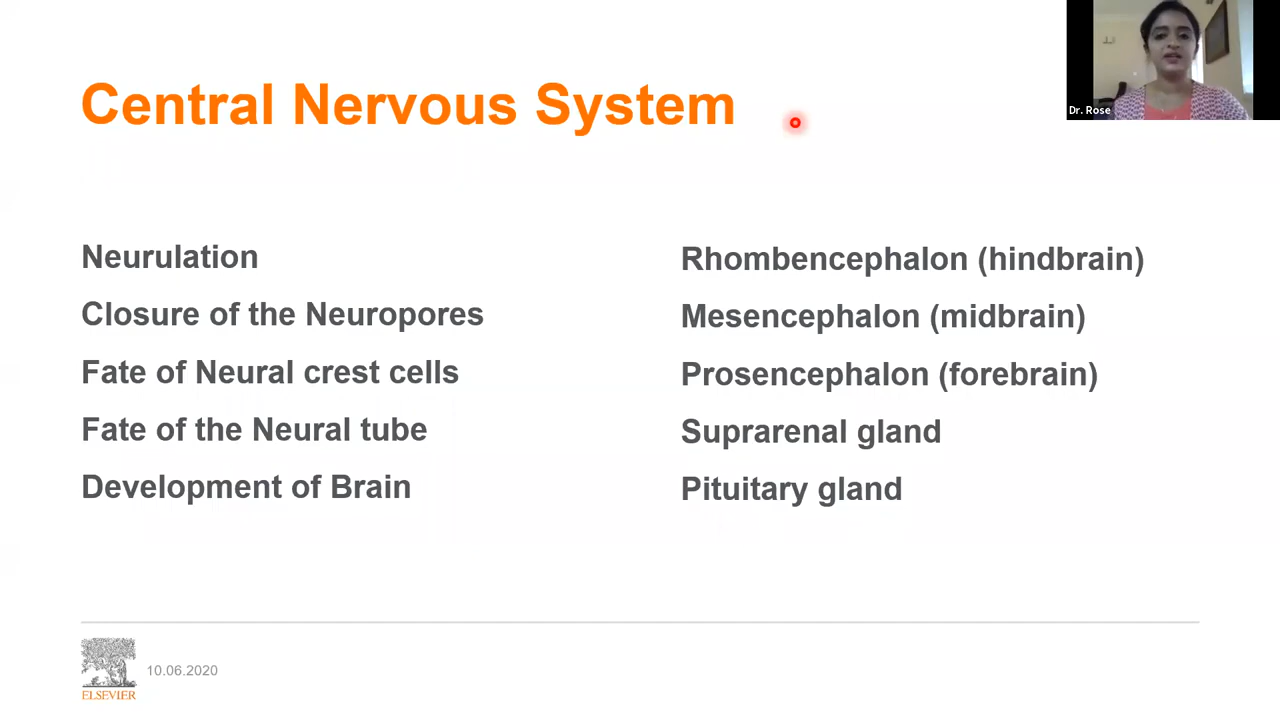 Central Nervous System
Dr. Rose
Neurulation
Closure of the Neuropores
Fate of Neural crest cells
Fate of the Neural tube
Development of Brain
Rhombencephalon (hindbrain)
Mesencephalon (midbrain)
Prosencephalon (forebrain)
Suprarenal gland
Pituitary gland
ELSEVIER
10.06.2020